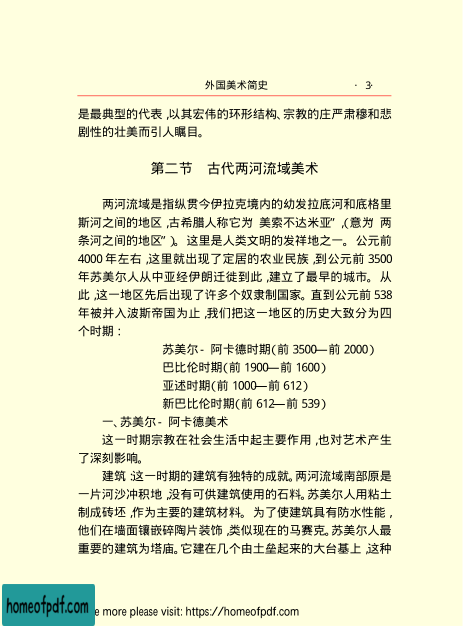 外国美术简史 · 3·
是最典型的代表,以其宏伟的环形结构、宗教的庄严肃穆和悲
剧性的壮美而引人瞩目。
第二节 古代两河流域美术
两河流域是指纵贯今伊拉克境内的幼发拉底河和底格里
斯河之间的地区,古希腊人称它为“美索不达米亚”,(意为“两
条河之间的地区”)。这里是人类文明的发祥地之一。公元前
4000 年左右,这里就出现了定居的农业民族,到公元前 3500
年苏美尔人从中亚经伊朗迁徙到此,建立了最早的城市。从
此,这一地区先后出现了许多个奴隶制国家。直到公元前 538
年被并入波斯帝国为止,我们把这一地区的历史大致分为四
个时期:
苏美尔- 阿卡德时期(前 3500—前 2000)
巴比伦时期(前 1900—前 1600)
亚述时期(前 1000—前 612)
新巴比伦时期(前 612—前 539)
一、苏美尔- 阿卡德美术
这一时期宗教在社会生活中起主要作用,也对艺术产生
了深刻影响。
建筑:这一时期的建筑有独特的成就。两河流域南部原是
一片河沙冲积地,没有可供建筑使用的石料。苏美尔人用粘土
制成砖坯,作为主要的建筑材料。为了使建筑具有防水性能,
他们在墙面镶嵌碎陶片装饰,类似现在的马赛克。苏美尔人最
重要的建筑为塔庙。它建在几个由土垒起来的大台基上,这种
homeofpdf.com
more please visit: https://homeofpdf.com